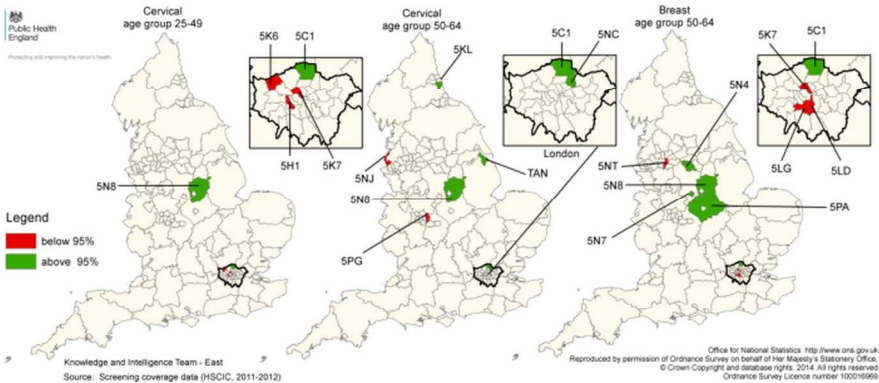 Public Health
England
Protecting and improving the nation's health
Cervical
age group 25-49
5K6
5C1
5H1
5K7
5N8
Legend
below 95%
above 95%
Cervical
age group 50-64
5KL
5C1
5NC
London
5NJ
TAN
5N8
5PG
Breast
age group 50-64
5K7
5C1
5N4
5LG
5LD
5NT
5N8
5PA
5N7
Knowledge and Intelligence Team - East
Source: Screening coverage data (HSCIC, 2011-2012)
Office for National Statistics http://www.ons.gov.uk
Reproduced by permission of Ordnance Survey on behalf of Her Majesty's Stationery Office,
© Crown Copyright and database rights. 2014. All rights reserved
Ordnance Survey Licence number 100016969